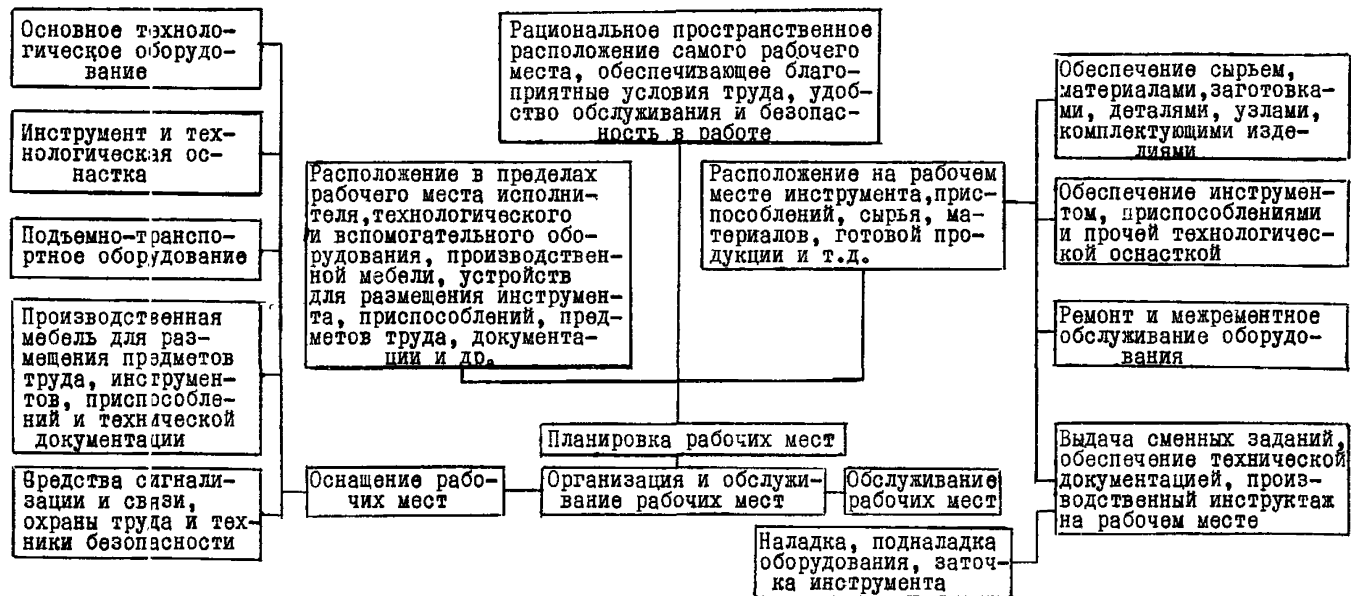 Основное техноло-
гическое оборудо-
вание
Инструмент и тех-
нологическая ос-
настка
Подъемно-транспо-
ртное оборудование
Производственная
мебель для раз-
мещения предметов
труда, инструмен-
тов, приспособле-
ний и технической
документации
Средства сигнали-
зации и связи,
охраны труда и тех-
ники безопасности
Рациональное пространственное
расположение самого рабочего
места, обеспечивающее благо-
приятные условия труда, удоб-
ство обслуживания и безопас-
ность в работе
Расположение в пределах
рабочего места исполни-
теля, технологического
и вспомогательного обо-
рудования, производствен-
ной мебели, устройств
для размещения инструмен-
та, приспособлений, пред-
метов труда, документа-
ции и др.
Расположение на рабочем
месте инструмента, прис-
пособлений, сырья, ма-
териалов, готовой про-
дукции и т.д.
Планировка рабочих мест
Оснащение рабо-
чих мест
Организация и обслужи-
вание рабочих мест
Обслуживание
рабочих мест
Обеспечение сырьем,
материалами, заготовка-
ми, деталями, узлами,
комплектующими изде-
лиями
Обеспечение инструмен-
том, приспособлениями
и прочей технологичес-
кой оснасткой
Ремонт и межрементное
обслуживание оборудо-
вания
Выдача сменных заданий,
обеспечение технической
документацией, произ-
водственный инструктаж
на рабочем месте
Наладка, подналадка
оборудования, заточ-
ка инструмента